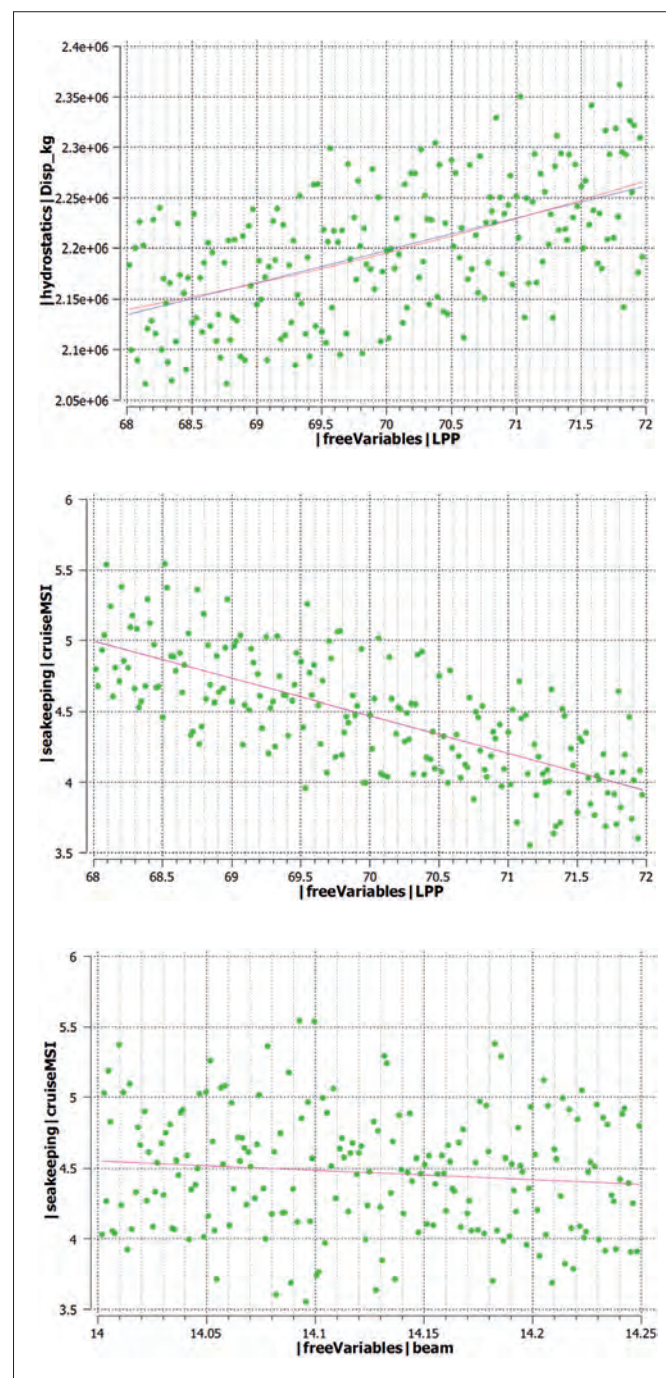 2.4e+06
2.35e+06
2.3e+06
2.25e+06
2.2e+06
2.15e+06
2.1e+06
2.05e+06
|hydrostatics|Disp_kg
68 68.5 69 69.5 70 70.5 71 71.5 72
|freeVariables|LPP
6
5.5
5
4.5
4
3.5
|seakeeping|cruiseMSI
68 68.5 69 69.5 70 70.5 71 71.5 72
|freeVariables|LPP
6
5.5
5
4.5
4
3.5
|seakeeping|cruiseMSI
14 14.05 14.1 14.15 14.2 14.25
|freeVariables|beam